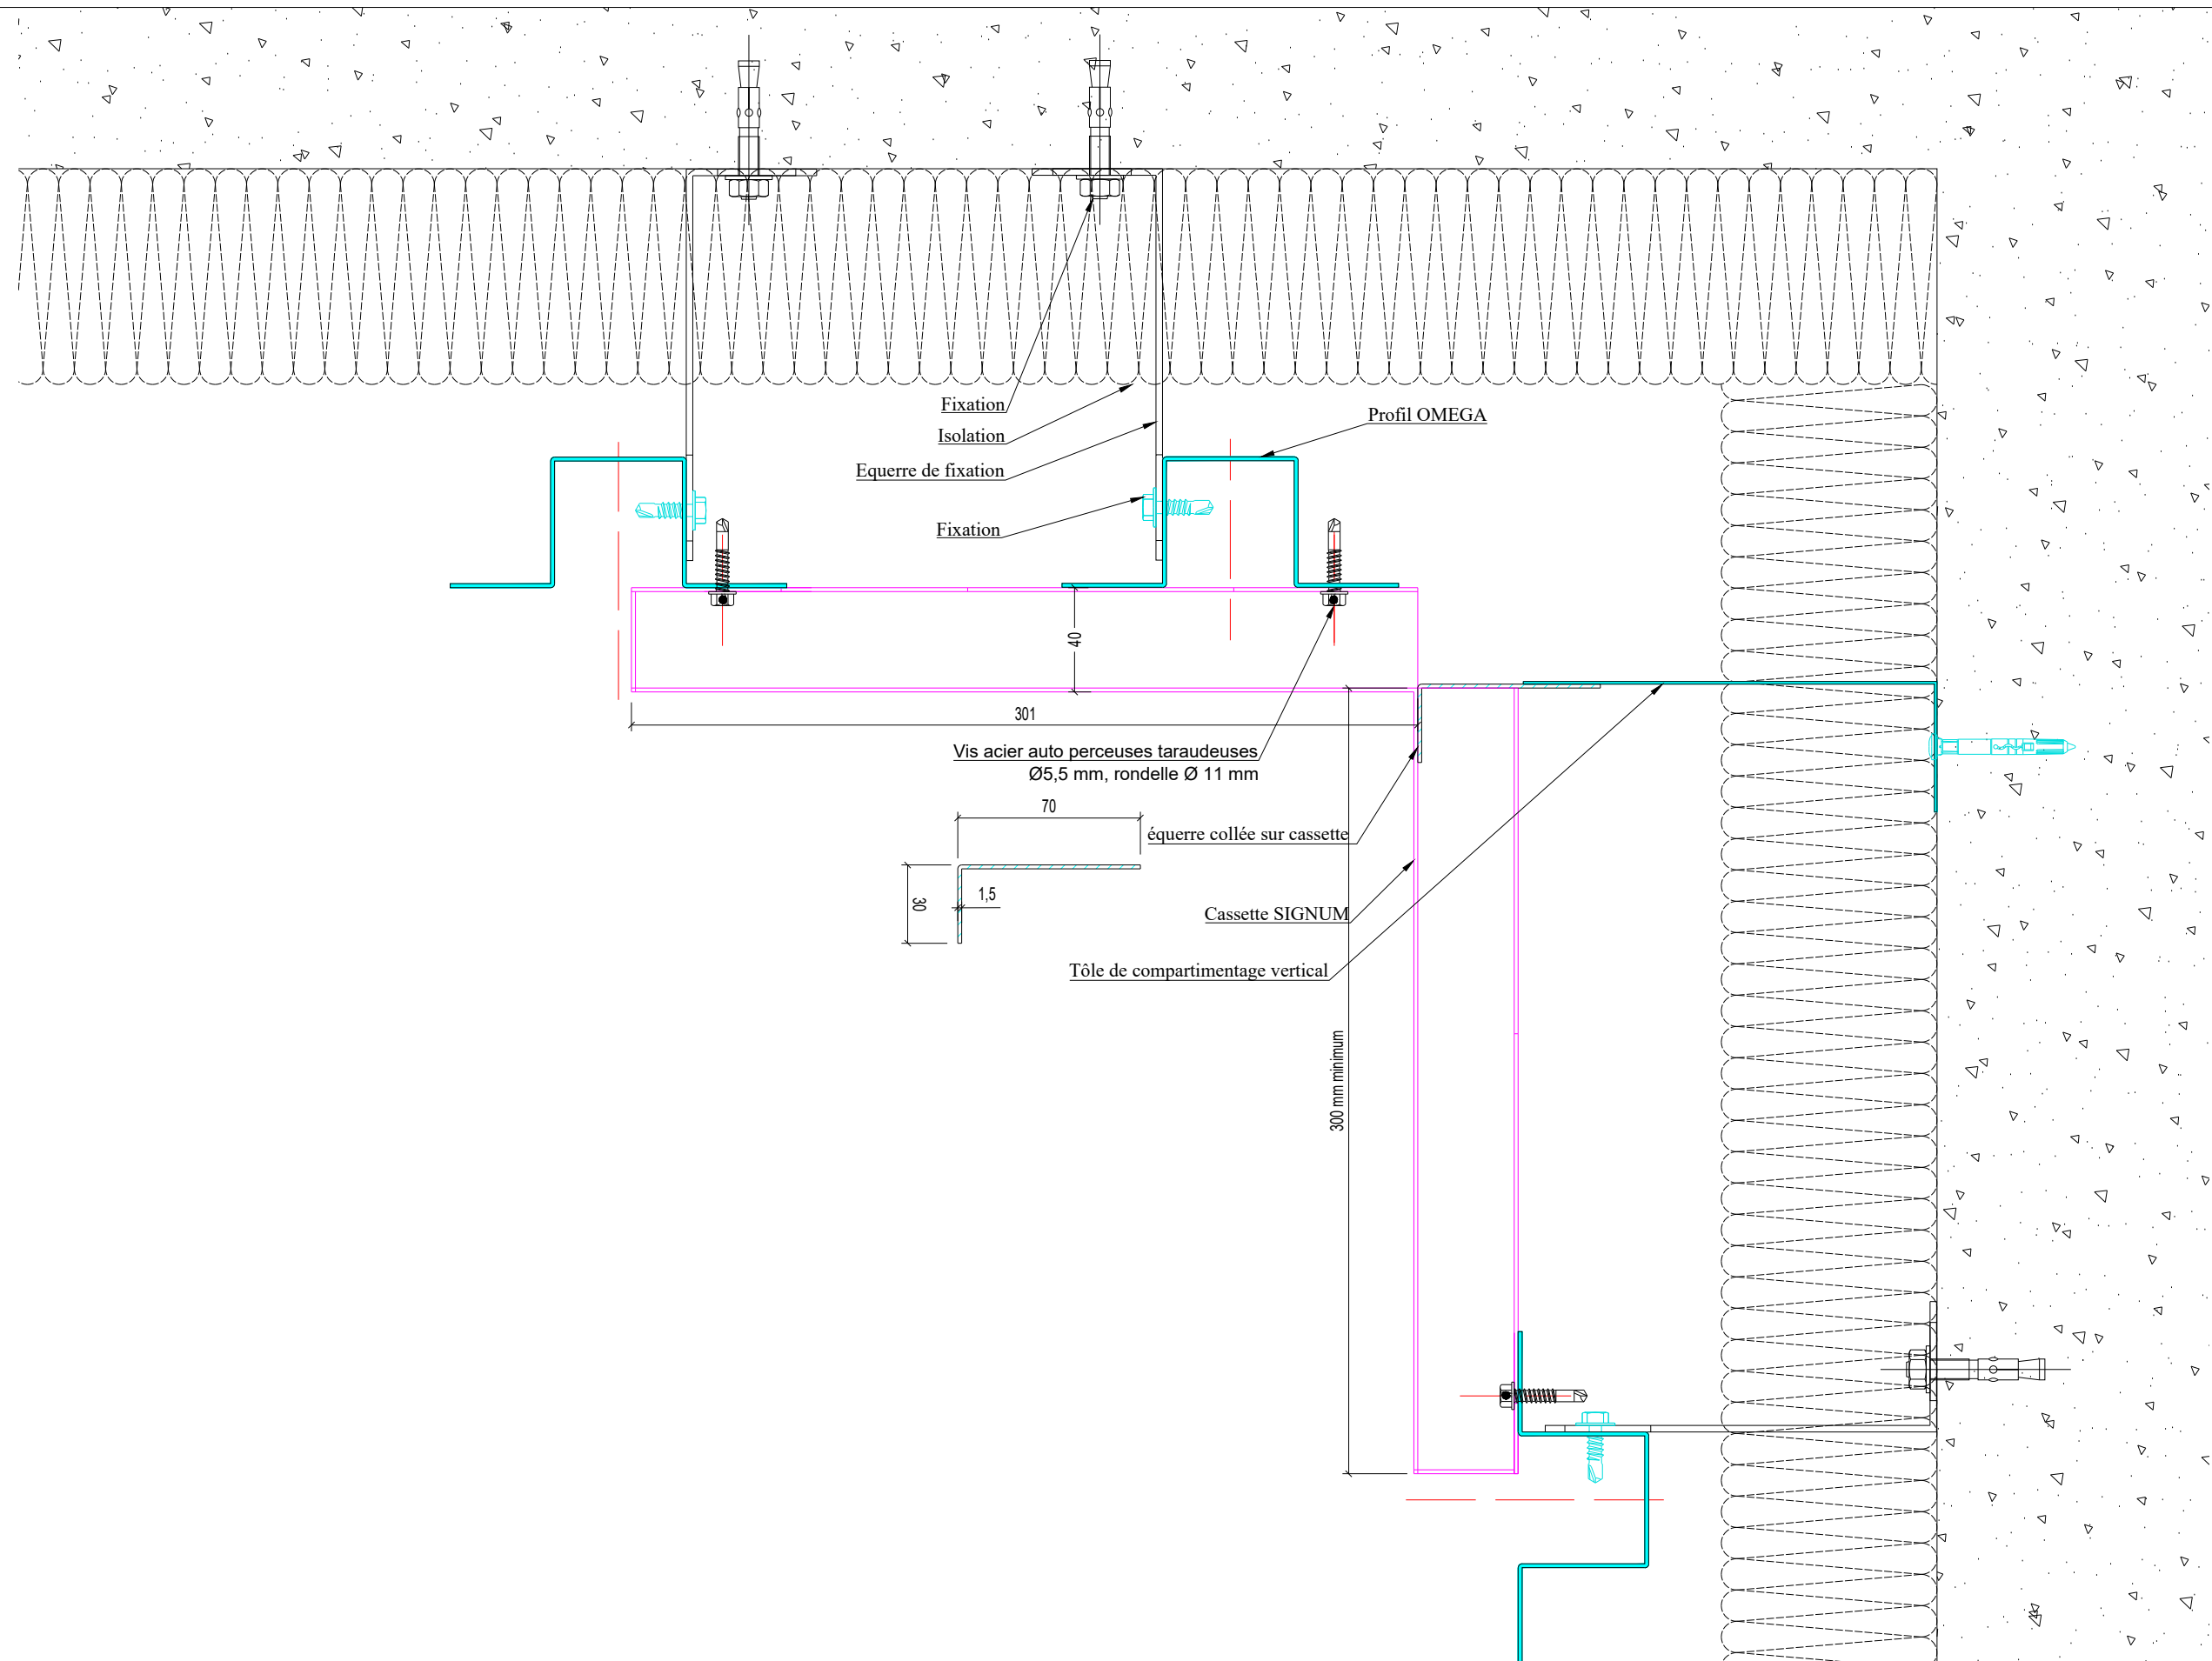 Fixation
Profil OMEGA
Isolation
Equerre de fixation
Fixation
40
301
Vis acier auto perceuses taraudeuses
Ø5,5 mm, rondelle Ø 11 mm
70
équerre collée sur cassette
30
1,5
Cassette SIGNUM
Tôle de compartimentage vertical
300 mm minimum